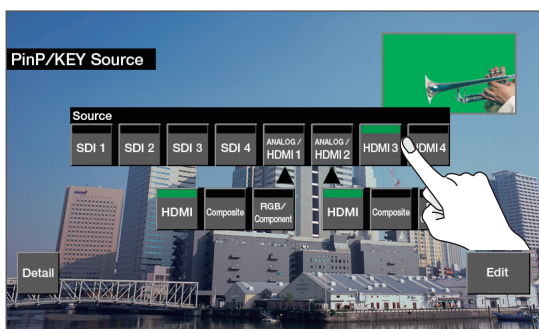 PinP/KEY Source
Source
SDI 1
SDI 2
SDI 3
SDI 4
ANALOG /
HDMI 1
ANALOG /
HDMI 2
HDMI 3
HDMI 4
HDMI
Composite
RGB/
Component
HDMI
Composite
Detail
Edit